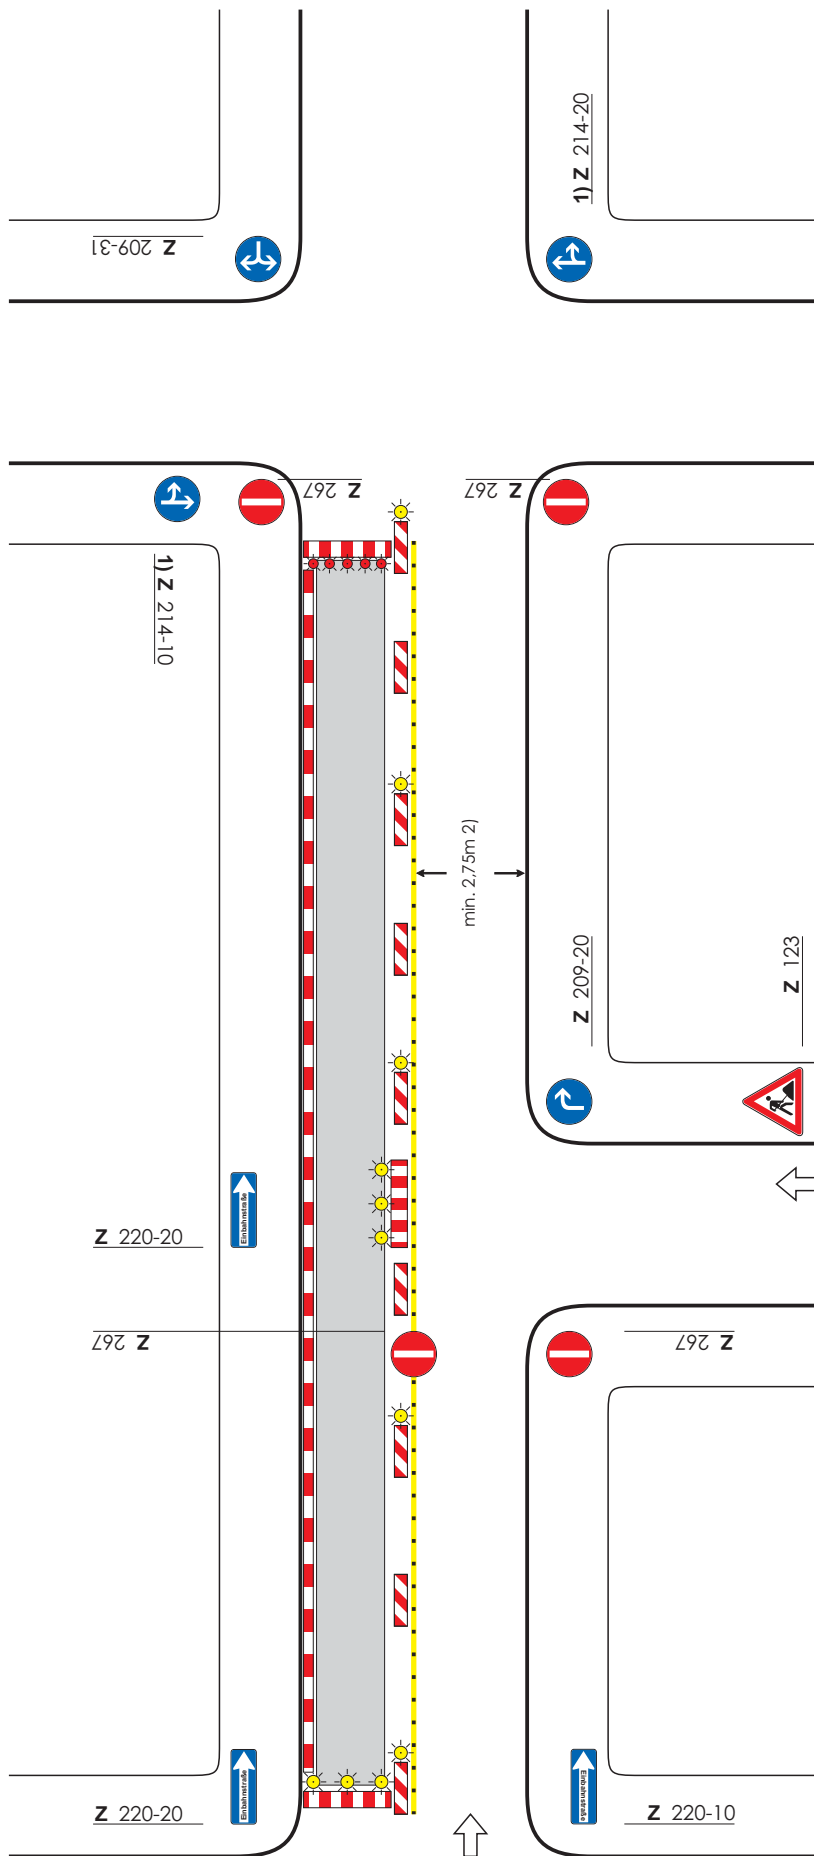 1) Z 214-20
Z 209-31
Z 267
Z 267
1) Z 214-10
min. 2,75m 2)
Z 209-20
Z 123
Einbahnstraße
Z 220-20
Z 267
Z 267
Einbahnstraße
Einbahnstraße
Z 220-20
Z 220-10